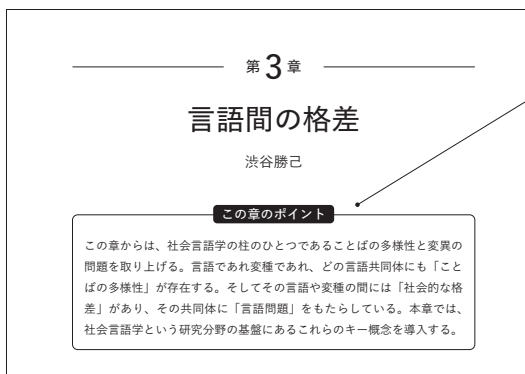 第3章
言語間の格差
渋谷勝己
この章のポイント
この章からは、社会言語学の柱のひとつであることばの多様性と変異の
問題を取り上げる。言語であれ変種であれ、どの言語共同体にも「こと
ばの多様性」が存在する。そしてその言語や変種の間には「社会的な格
差」があり、その共同体に「言語問題」をもたらしている。本章では、
社会言語学という研究分野の基盤にあるこれらのキー概念を導入する。